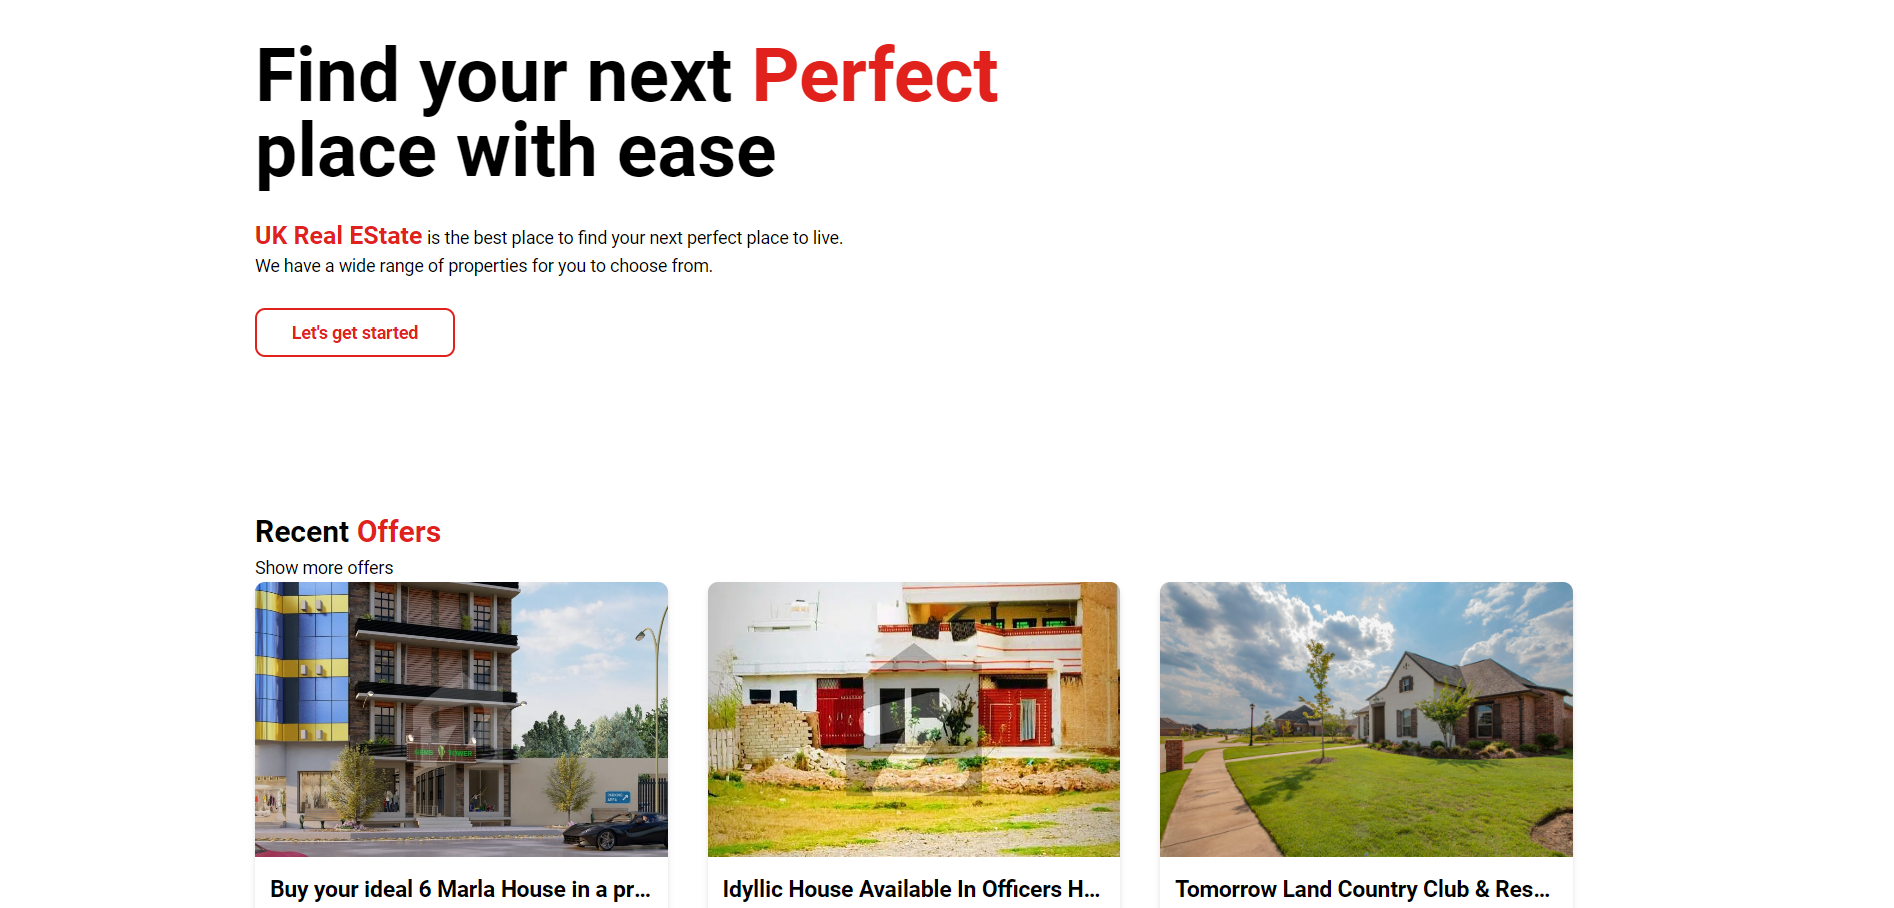 Find your next Perfect
place with ease
UK Real EState is the best place to find your next perfect place to live.
We have a wide range of properties for you to choose from.
Let's get started
Recent Offers
Show more offers
TOWER
Buy your ideal 6 Marla House in a pr...
Idyllic House Available In Officers H...
Tomorrow Land Country Club & Res...